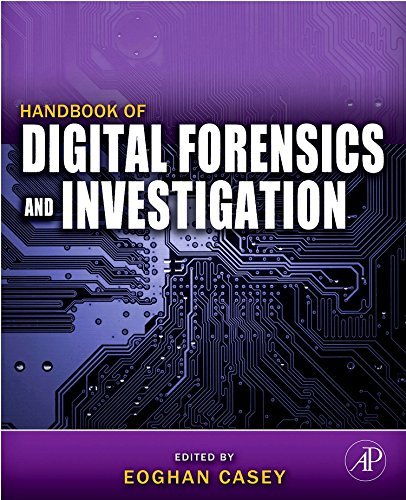 HANDBOOK OF
DIGITAL FORENSICS
AND INVESTIGATION
EDITED BY
EOGHAN CASEY
AP